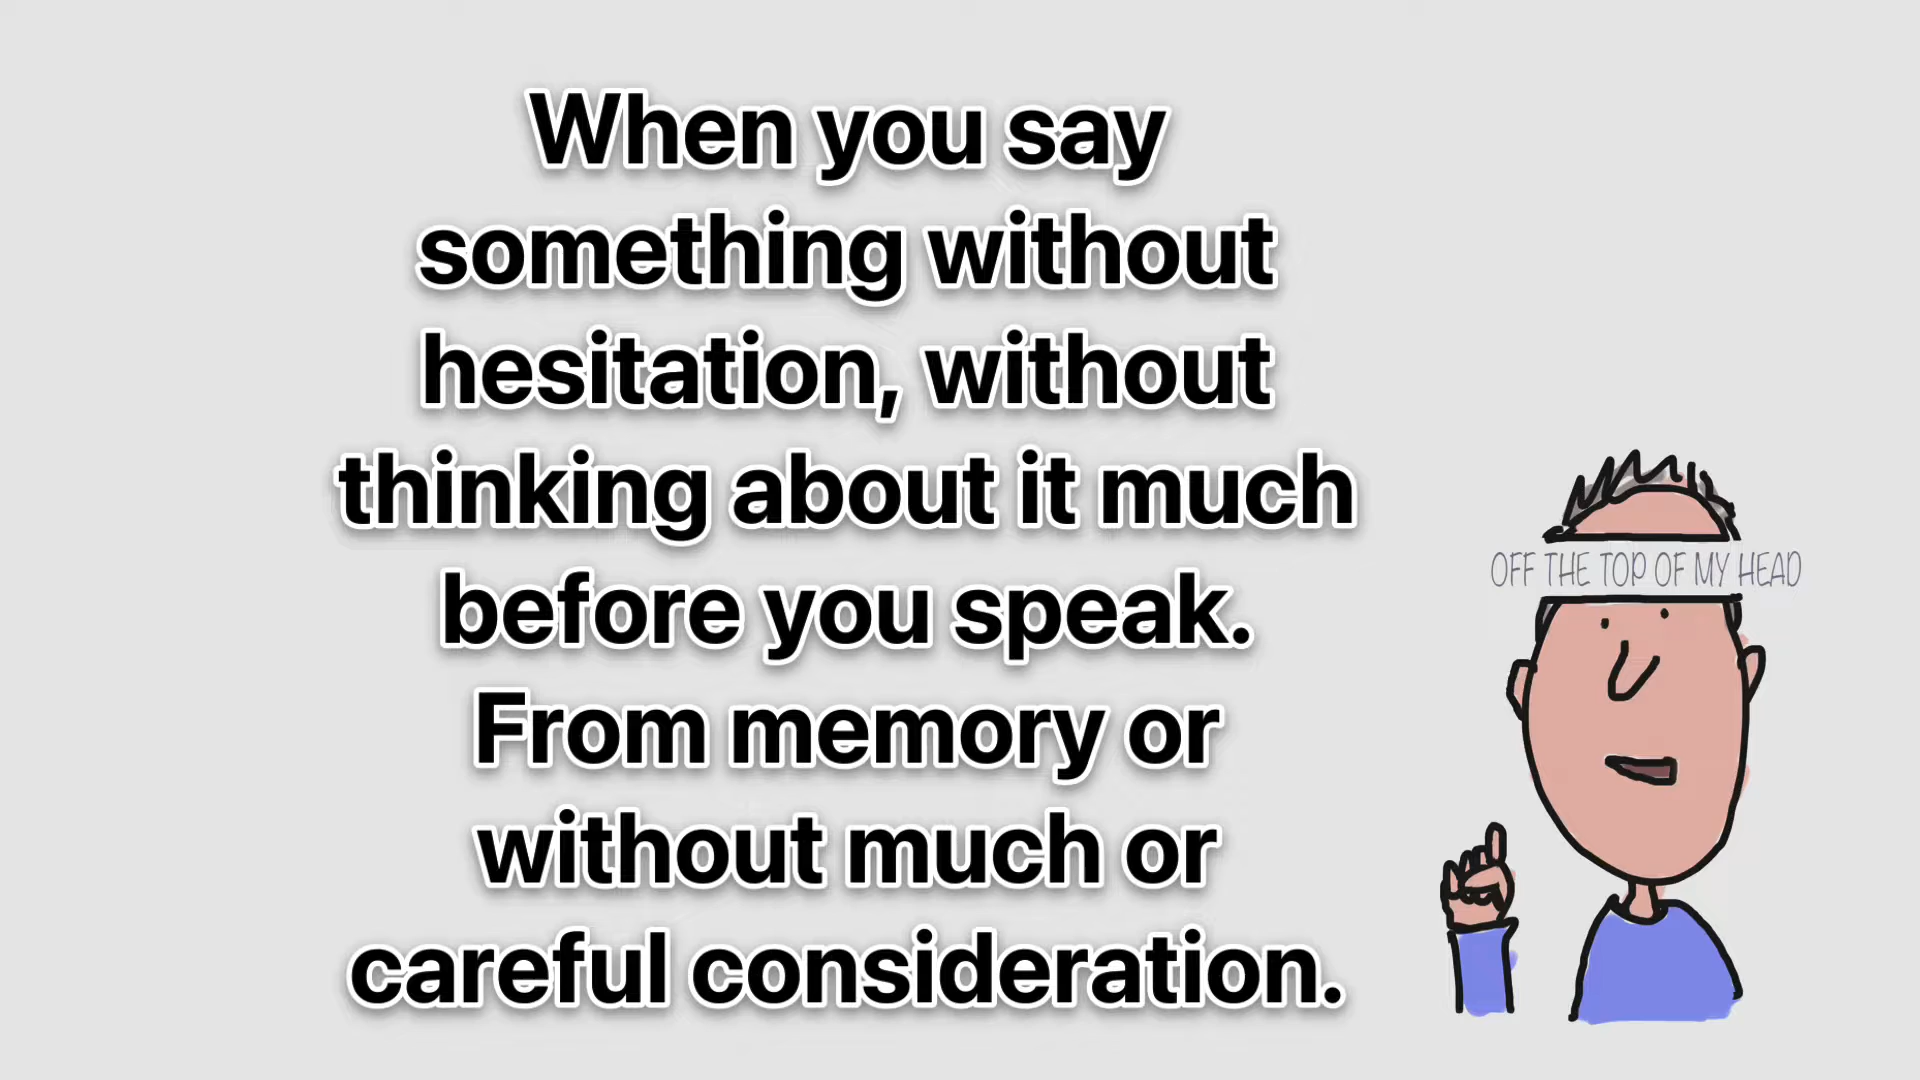 When you say
something without
hesitation, without
thinking about it much
before you speak.
From memory or
without much or
careful consideration.
OFF THE TOP OF MY HEAD